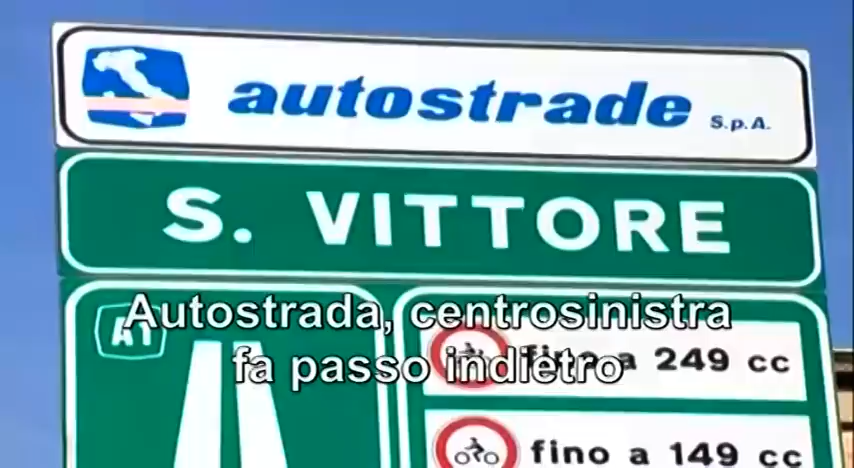 autostrade S.p.A.
S. VITTORE
Autostrada, centrosinistra
A1
fa passo indietro
fino a 249 cc
fino a 149 cc